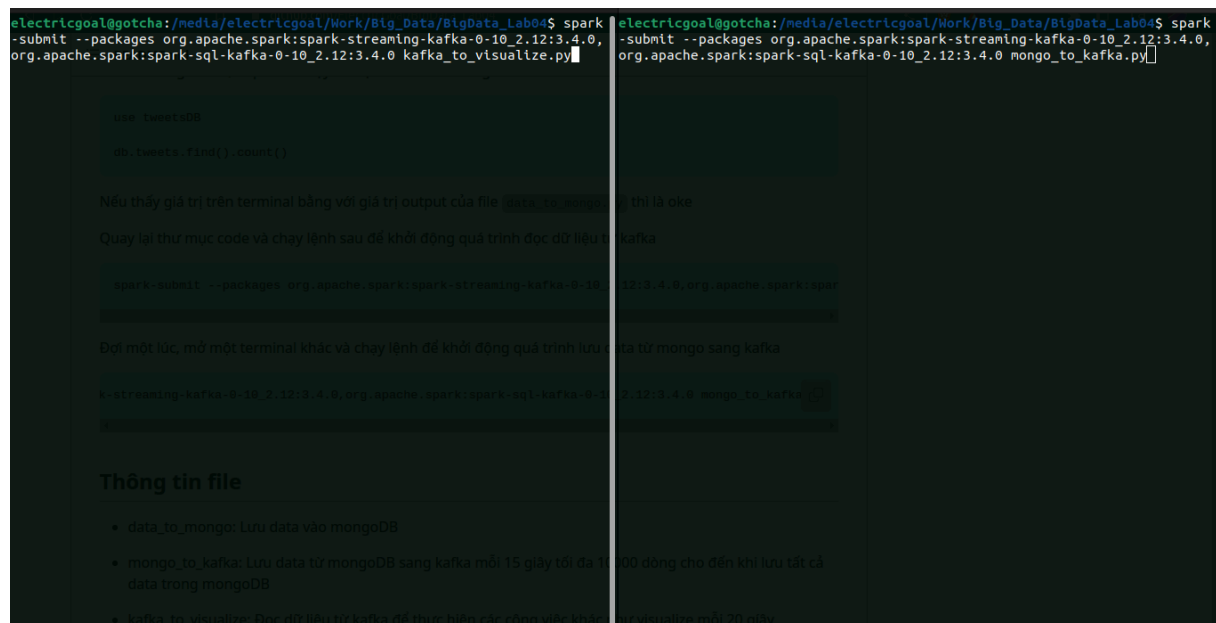 electricgoal@gotcha:/media/electricgoal/Work/Big_Data/BigData_Lab04$ spark
-submit --packages org.apache.spark:spark-streaming-kafka-0-10_2.12:3.4.0,
org.apache.spark:spark-sql-kafka-0-10_2.12:3.4.0 kafka_to_visualize.py
electricgoal@gotcha:/media/electricgoal/Work/Big_Data/BigData_Lab04$ spark
-submit --packages org.apache.spark:spark-streaming-kafka-0-10_2.12:3.4.0,
org.apache.spark:spark-sql-kafka-0-10_2.12:3.4.0 mongo_to_kafka.py
use tweetsDB
db.tweets.find().count()
Nếu thấy giá trị trên terminal bằng với giá trị output của file data_to_mongo.py thì là oke
Quay lại thư mục code và chạy lệnh sau để khởi động quá trình đọc dữ liệu từ kafka
spark-submit --packages org.apache.spark:spark-streaming-kafka-0-10_2.12:3.4.0,org.apache.spark:spar
Đợi một lúc, mở một terminal khác và chạy lệnh để khởi động quá trình lưu data từ mongo sang kafka
k-streaming-kafka-0-10_2.12:3.4.0,org.apache.spark:spark-sql-kafka-0-10_2.12:3.4.0 mongo_to_kafka
Thông tin file
data_to_mongo: Lưu data vào mongoDB
mongo_to_kafka: Lưu data từ mongoDB sang kafka mỗi 15 giây tối đa 10000 dòng cho đến khi lưu tất cả
data trong mongoDB
kafka_to_visualize: Đọc dữ liệu từ kafka để thực hiện các công việc khác như visualize mỗi 20 giây